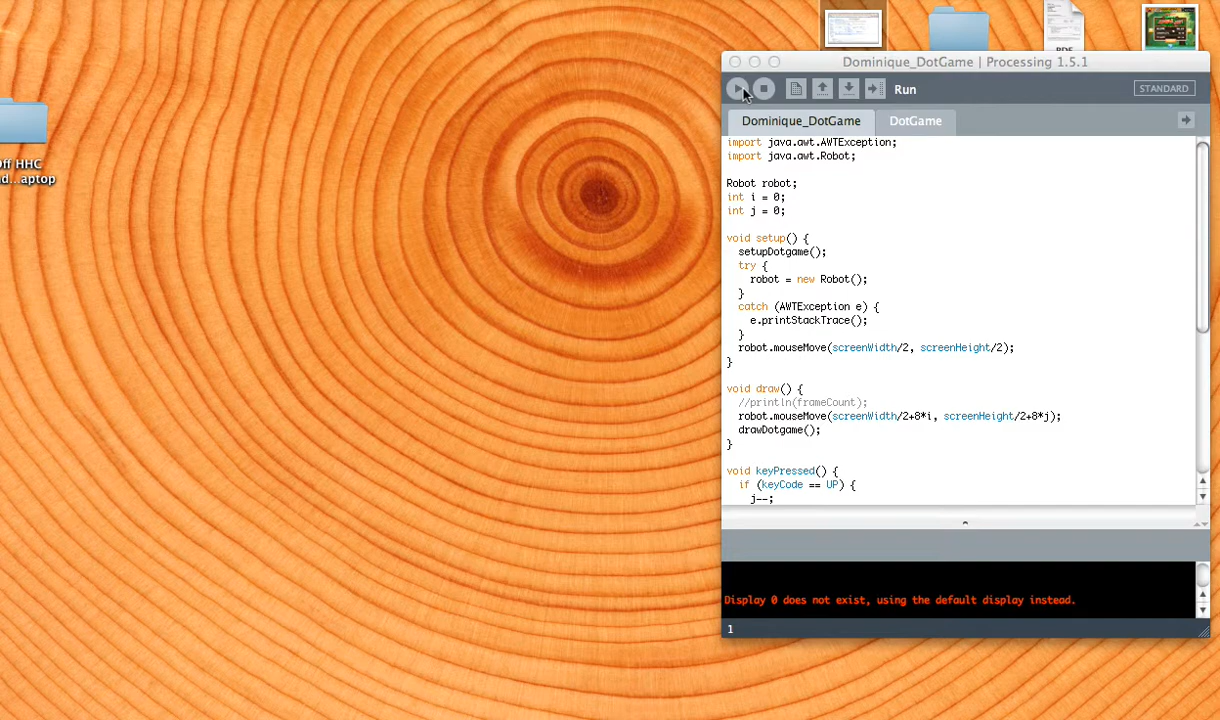 PDF
Dominique_DotGame | Processing 1.5.1
Run
STANDARD
Dominique_DotGame
DotGame
import java.awt.AWTException;
import java.awt.Robot;
Robot robot;
int i = 0;
int j = 0;
void setup() {
setupDotgame();
try {
robot = new Robot();
}
catch (AWTException e) {
e.printStackTrace();
}
robot.mouseMove(screenWidth/2, screenHeight/2);
}
void draw() {
//println(frameCount);
robot.mouseMove(screenWidth/2+8*i, screenHeight/2+8*j);
drawDotgame();
}
void keyPressed() {
if (keyCode == UP) {
j--;
Display 0 does not exist, using the default display instead.
1
ff HHC
d...aptop